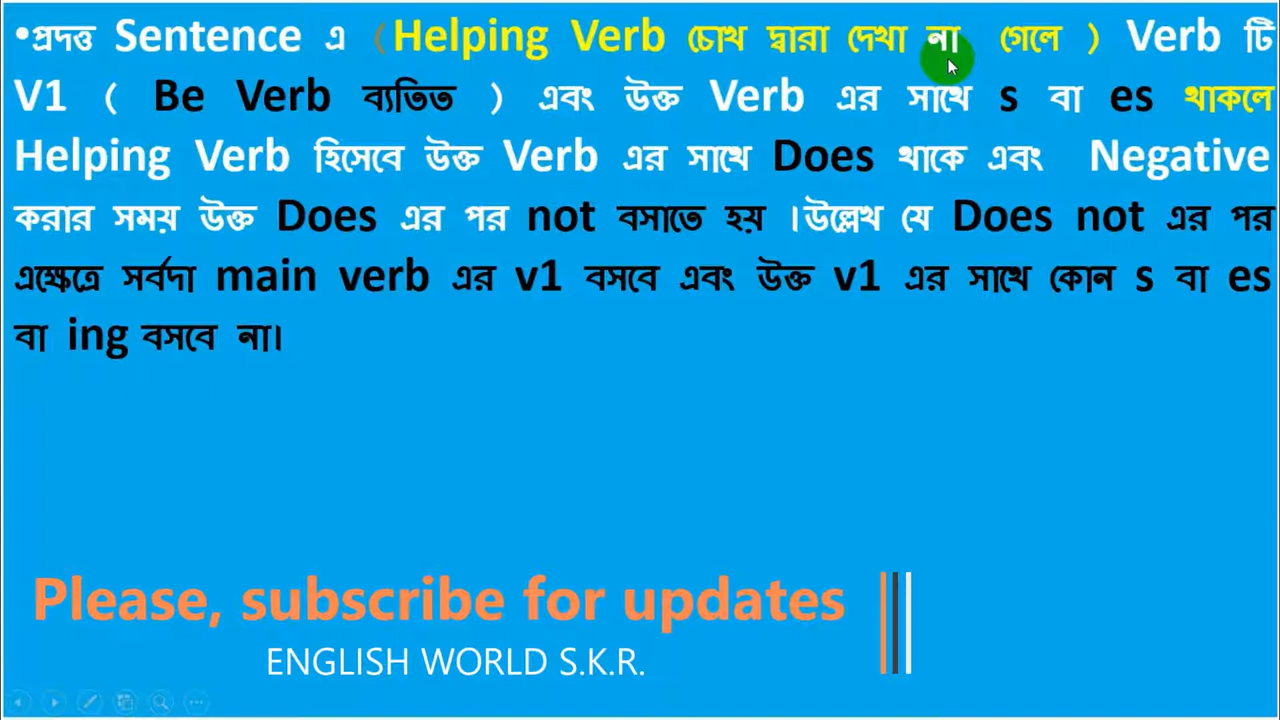 •প্রদত্ত Sentence এ ( Helping Verb চোখ দ্বারা দেখা না গেলে ) Verb টি
V1 ( Be Verb ব্যতিত ) এবং উক্ত Verb এর সাথে s বা es থাকলে
Helping Verb হিসেবে উক্ত Verb এর সাথে Does থাকে এবং Negative
করার সময় উক্ত Does এর পর not বসাতে হয় ।উল্লেখ যে Does not এর পর
এক্ষেত্রে সর্বদা main verb এর v1 বসবে এবং উক্ত v1 এর সাথে কোন s বা es
বা ing বসবে না।
Please, subscribe for updates
ENGLISH WORLD S.K.R.